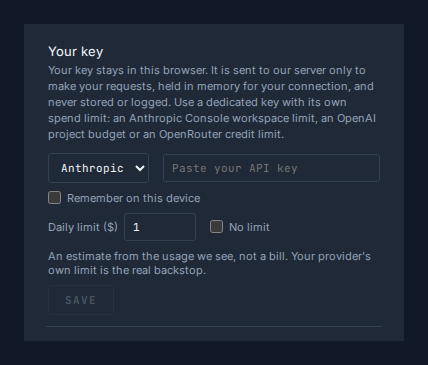 Your key
Your key stays in this browser. It is sent to our server only to
make your requests, held in memory for your connection, and
never stored or logged. Use a dedicated key with its own
spend limit: an Anthropic Console workspace limit, an OpenAI
project budget or an OpenRouter credit limit.
Anthropic Paste your API key
Remember on this device
Daily limit ($) 1 No limit
An estimate from the usage we see, not a bill. Your provider's
own limit is the real backstop.
SAVE